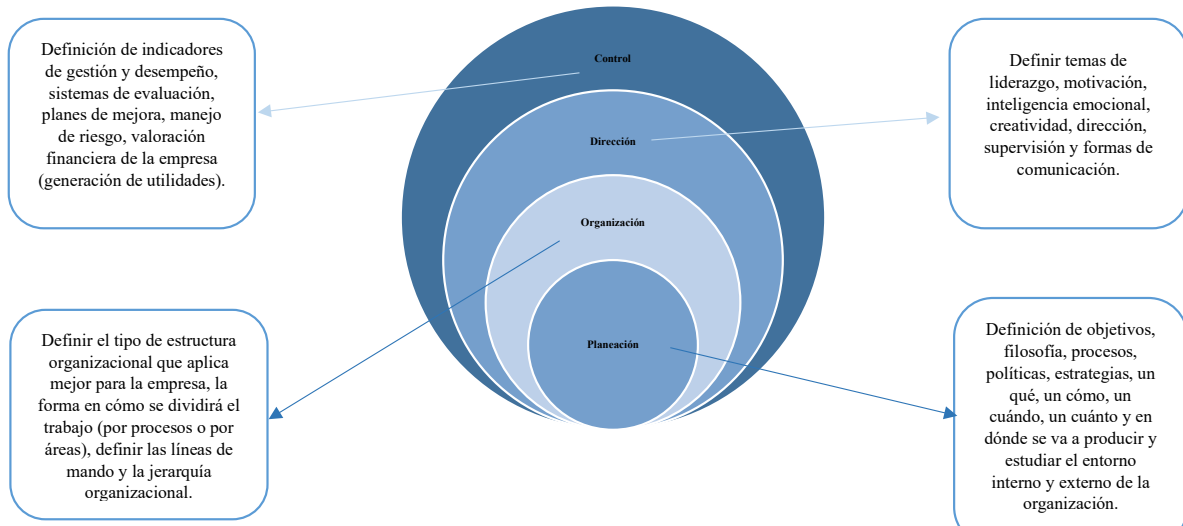 Definición de indicadores
de gestión y desempeño,
sistemas de evaluación,
planes de mejora, manejo
de riesgo, valoración
financiera de la empresa
(generación de utilidades).
Control
Dirección
Organización
Planeación
Definir temas de
liderazgo, motivación,
inteligencia emocional,
creatividad, dirección,
supervisión y formas de
comunicación.
Definir el tipo de estructura
organizacional que aplica
mejor para la empresa, la
forma en cómo se dividirá el
trabajo (por procesos o por
áreas), definir las líneas de
mando y la jerarquía
organizacional.
Definición de objetivos,
filosofía, procesos,
políticas, estrategias, un
qué, un cómo, un
cuándo, un cuánto y en
dónde se va a producir y
estudiar el entorno
interno y externo de la
organización.